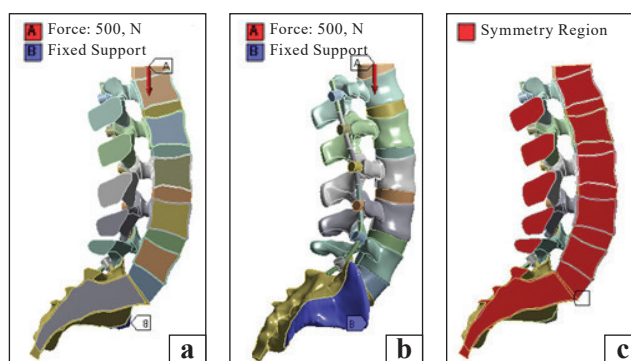 A Force: 500, N
B Fixed Support
A
B
a
A Force: 500, N
B Fixed Support
A
B
b
Symmetry Region
c